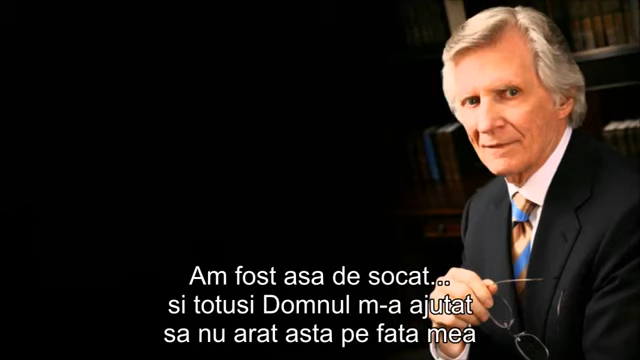 Am fost asa de socat...
si totusi Domnul m-a ajutat
sa nu arat asta pe fata mea